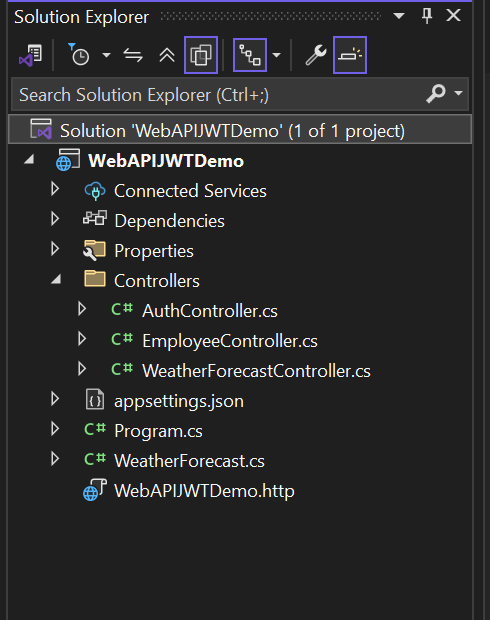 Solution Explorer
Search Solution Explorer (Ctrl+;)
Solution 'WebAPIJWTDemo' (1 of 1 project)
WebAPIJWTDemo
Connected Services
Dependencies
Properties
Controllers
C# AuthController.cs
C# EmployeeController.cs
C# WeatherForecastController.cs
appsettings.json
C# Program.cs
C# WeatherForecast.cs
WebAPIJWTDemo.http